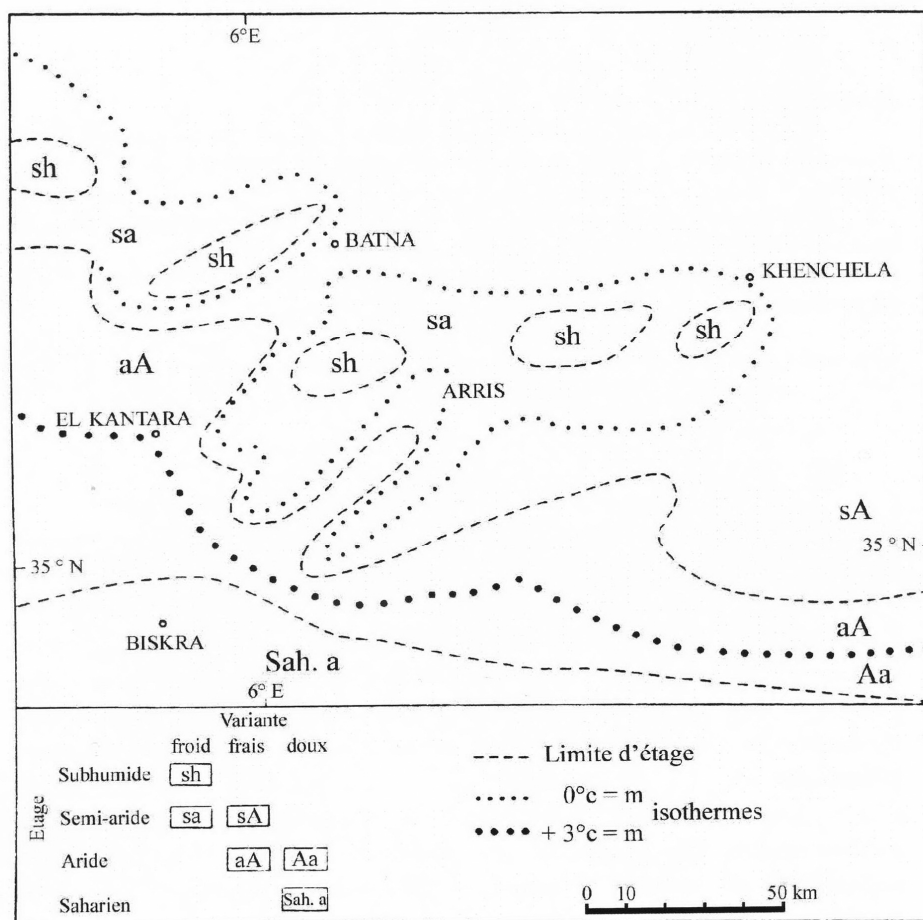 6°E
sh
sa
sh
BATNA
KHENCHELA
sa
sh
sh
sh
aA
ARRIS
EL KANTARA
sA
35° N
35° N
BISKRA
aA
Sah. a
Aa
6° E
Variante
froid frais doux
Etage
Subhumide sh
Semi-aride sa sA
Aride aA Aa
Saharien Sah. a
Limite d'étage
0°c = m
isothermes
+ 3°c = m
0 10 50 km